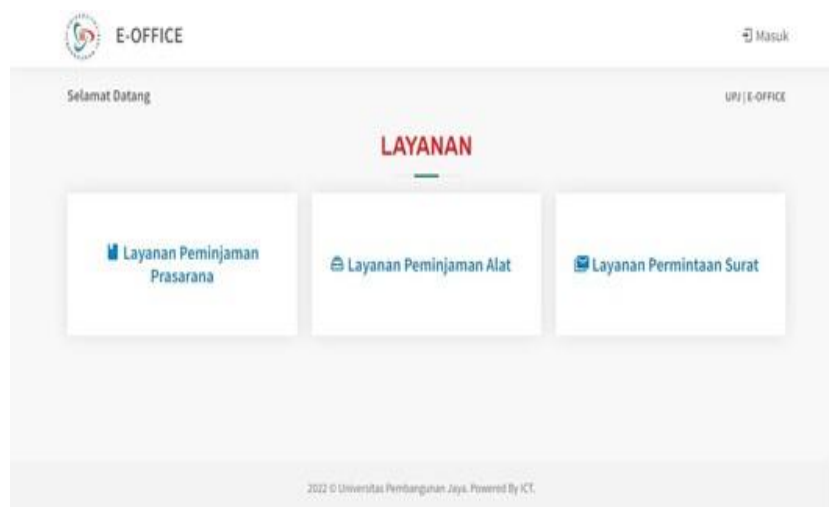 E-OFFICE
Masuk
Selamat Datang
UPJ | E-OFFICE
LAYANAN
Layanan Peminjaman
Prasarana
Layanan Peminjaman Alat
Layanan Permintaan Surat
2022 © Universitas Pembangunan Jaya. Powered By ICT.